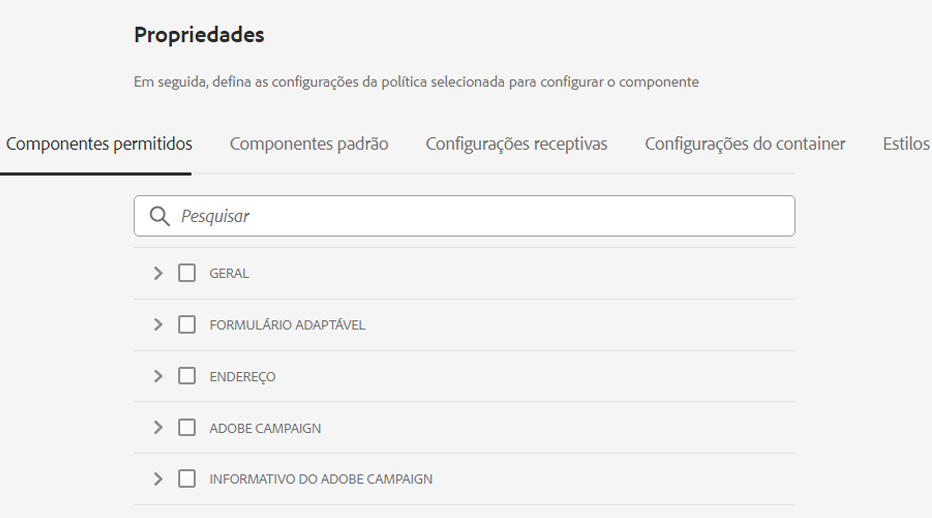 Propriedades
Em seguida, defina as configurações da política selecionada para configurar o componente
Componentes permitidos Componentes padrão Configurações receptivas Configurações do container Estilos
Pesquisar
GERAL
FORMULÁRIO ADAPTÁVEL
ENDEREÇO
ADOBE CAMPAIGN
INFORMATIVO DO ADOBE CAMPAIGN